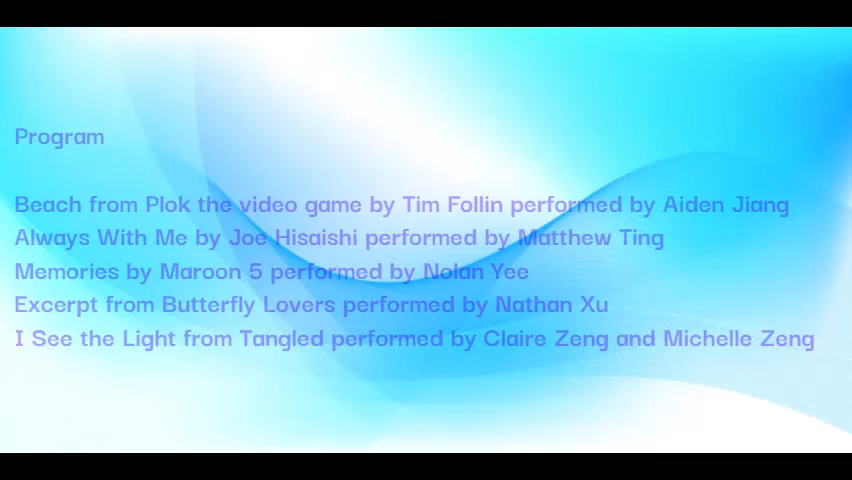 Program
Beach from Plok the video game by Tim Follin performed by Aiden Jiang
Always With Me by Joe Hisaishi performed by Matthew Ting
Memories by Maroon 5 performed by Nolan Yee
Excerpt from Butterfly Lovers performed by Nathan Xu
I See the Light from Tangled performed by Claire Zeng and Michelle Zeng